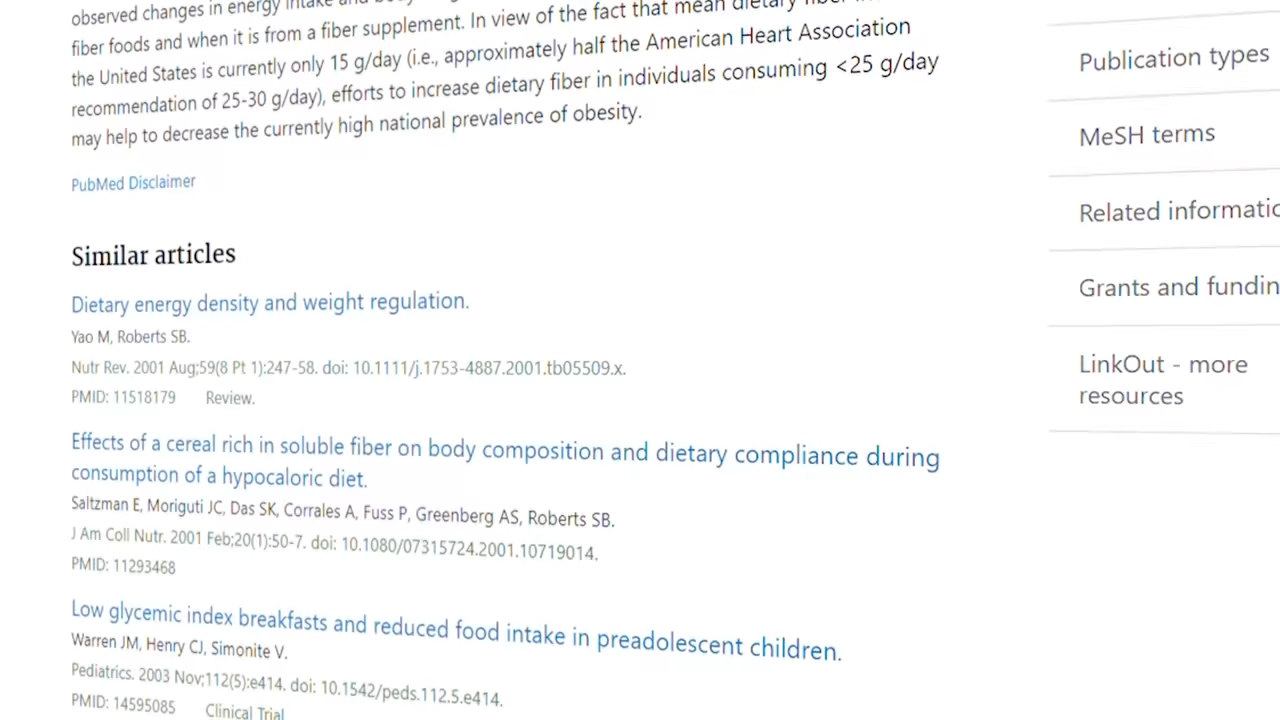 observed changes in energy intake and
fiber foods and when it is from a fiber supplement. In view of the fact that mean dietary fiber
the United States is currently only 15 g/day (i.e., approximately half the American Heart Association
recommendation of 25-30 g/day), efforts to increase dietary fiber in individuals consuming <25 g/day
may help to decrease the currently high national prevalence of obesity.
PubMed Disclaimer
Similar articles
Dietary energy density and weight regulation.
Yao M, Roberts SB.
Nutr Rev. 2001 Aug;59(8 Pt 1):247-58. doi: 10.1111/j.1753-4887.2001.tb05509.x.
PMID: 11518179 Review.
Effects of a cereal rich in soluble fiber on body composition and dietary compliance during
consumption of a hypocaloric diet.
Saltzman E, Moriguti JC, Das SK, Corrales A, Fuss P, Greenberg AS, Roberts SB.
J Am Coll Nutr. 2001 Feb;20(1):50-7. doi: 10.1080/07315724.2001.10719014.
PMID: 11293468
Low glycemic index breakfasts and reduced food intake in preadolescent children.
Warren JM, Henry CJ, Simonite V.
Pediatrics. 2003 Nov;112(5):e414. doi: 10.1542/peds.112.5.e414.
PMID: 14595085 Clinical Trial
Publication types
MeSH terms
Related informatio
Grants and fundin
LinkOut - more
resources